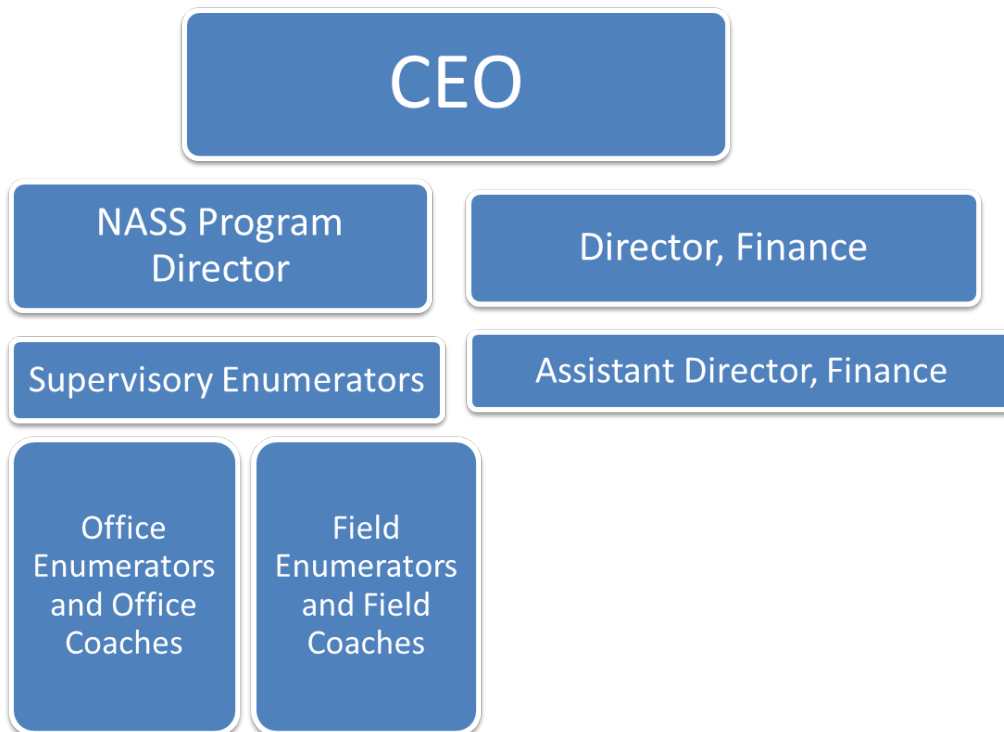 CEO
NASS Program
Director
Director, Finance
Supervisory Enumerators
Assistant Director, Finance
Office
Enumerators
and Office
Coaches
Field
Enumerators
and Field
Coaches